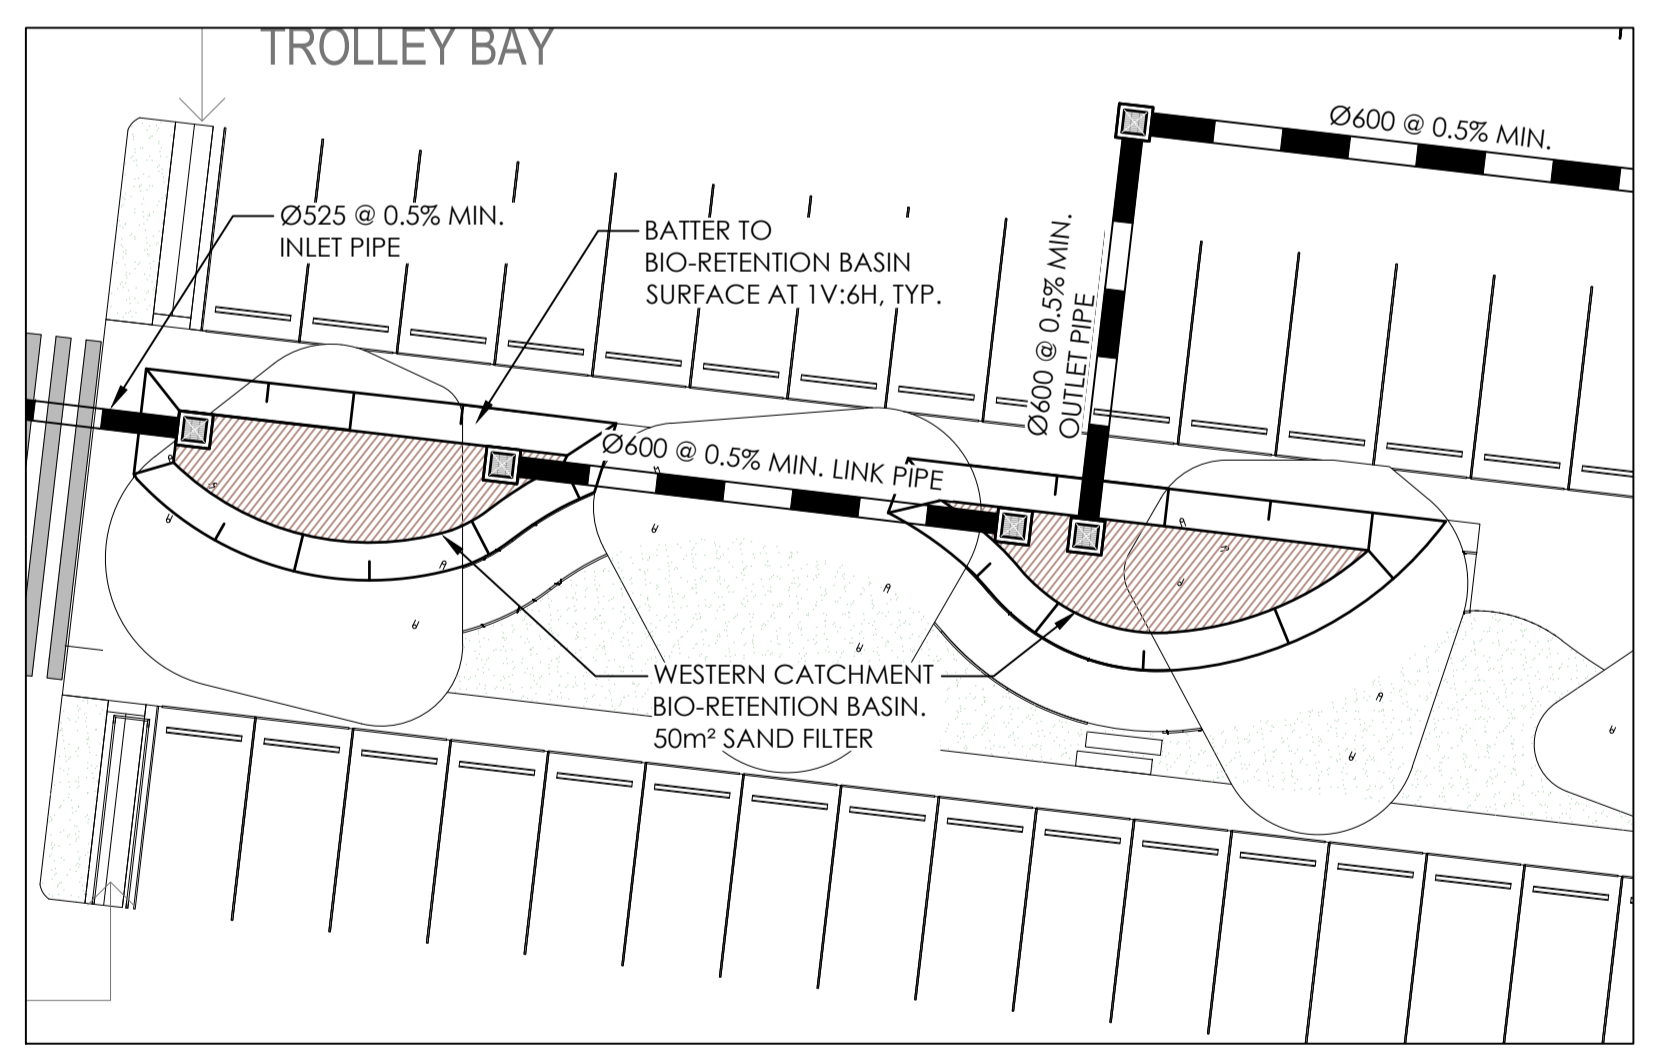 TROLLEY BAY
Ø600 @ 0.5% MIN.
Ø525 @ 0.5% MIN.
INLET PIPE
BATTER TO
BIO-RETENTION BASIN
SURFACE AT 1V:6H, TYP.
Ø600 @ 0.5% MIN.
OUTLET PIPE
Ø600 @ 0.5% MIN. LINK PIPE
WESTERN CATCHMENT
BIO-RETENTION BASIN.
50m² SAND FILTER